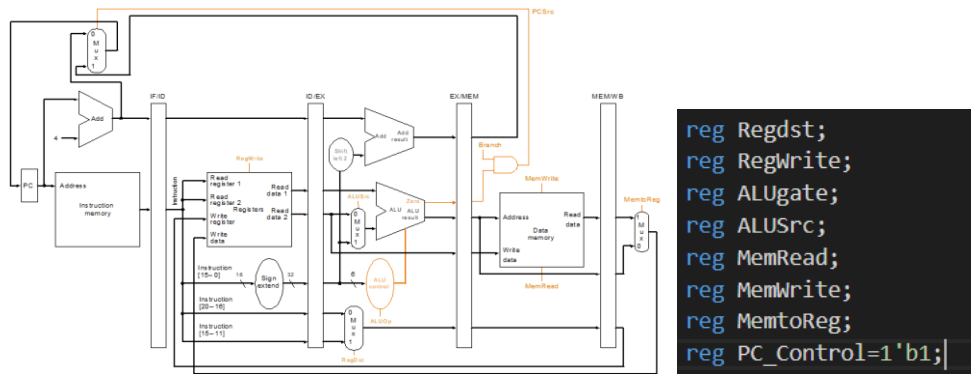 PCSrc
0
M
u
x
1
IF/ID
ID/EX
EX/MEM
MEM/WB
Add
4
Add
Add
result
Shift
left 2
Branch
RegWrite
PC
Address
Instruction
memory
Instruction
Read
register 1
Read
register 2
Write
register
Write
data
Registers
Read
data 1
Read
data 2
ALUSrc
0
M
u
x
1
Zero
ALU
ALU
result
MemWrite
Address
Read
data
Data
memory
Write
data
MemRead
MemtoReg
1
M
u
x
0
Instruction
[15–0]
16
Sign
extend
32
6
ALU
control
ALUOp
Instruction
[20–16]
Instruction
[15–11]
0
M
u
x
1
RegDst
reg Regdst;
reg RegWrite;
reg ALUgate;
reg ALUSrc;
reg MemRead;
reg MemWrite;
reg MemtoReg;
reg PC_Control=1'b1;